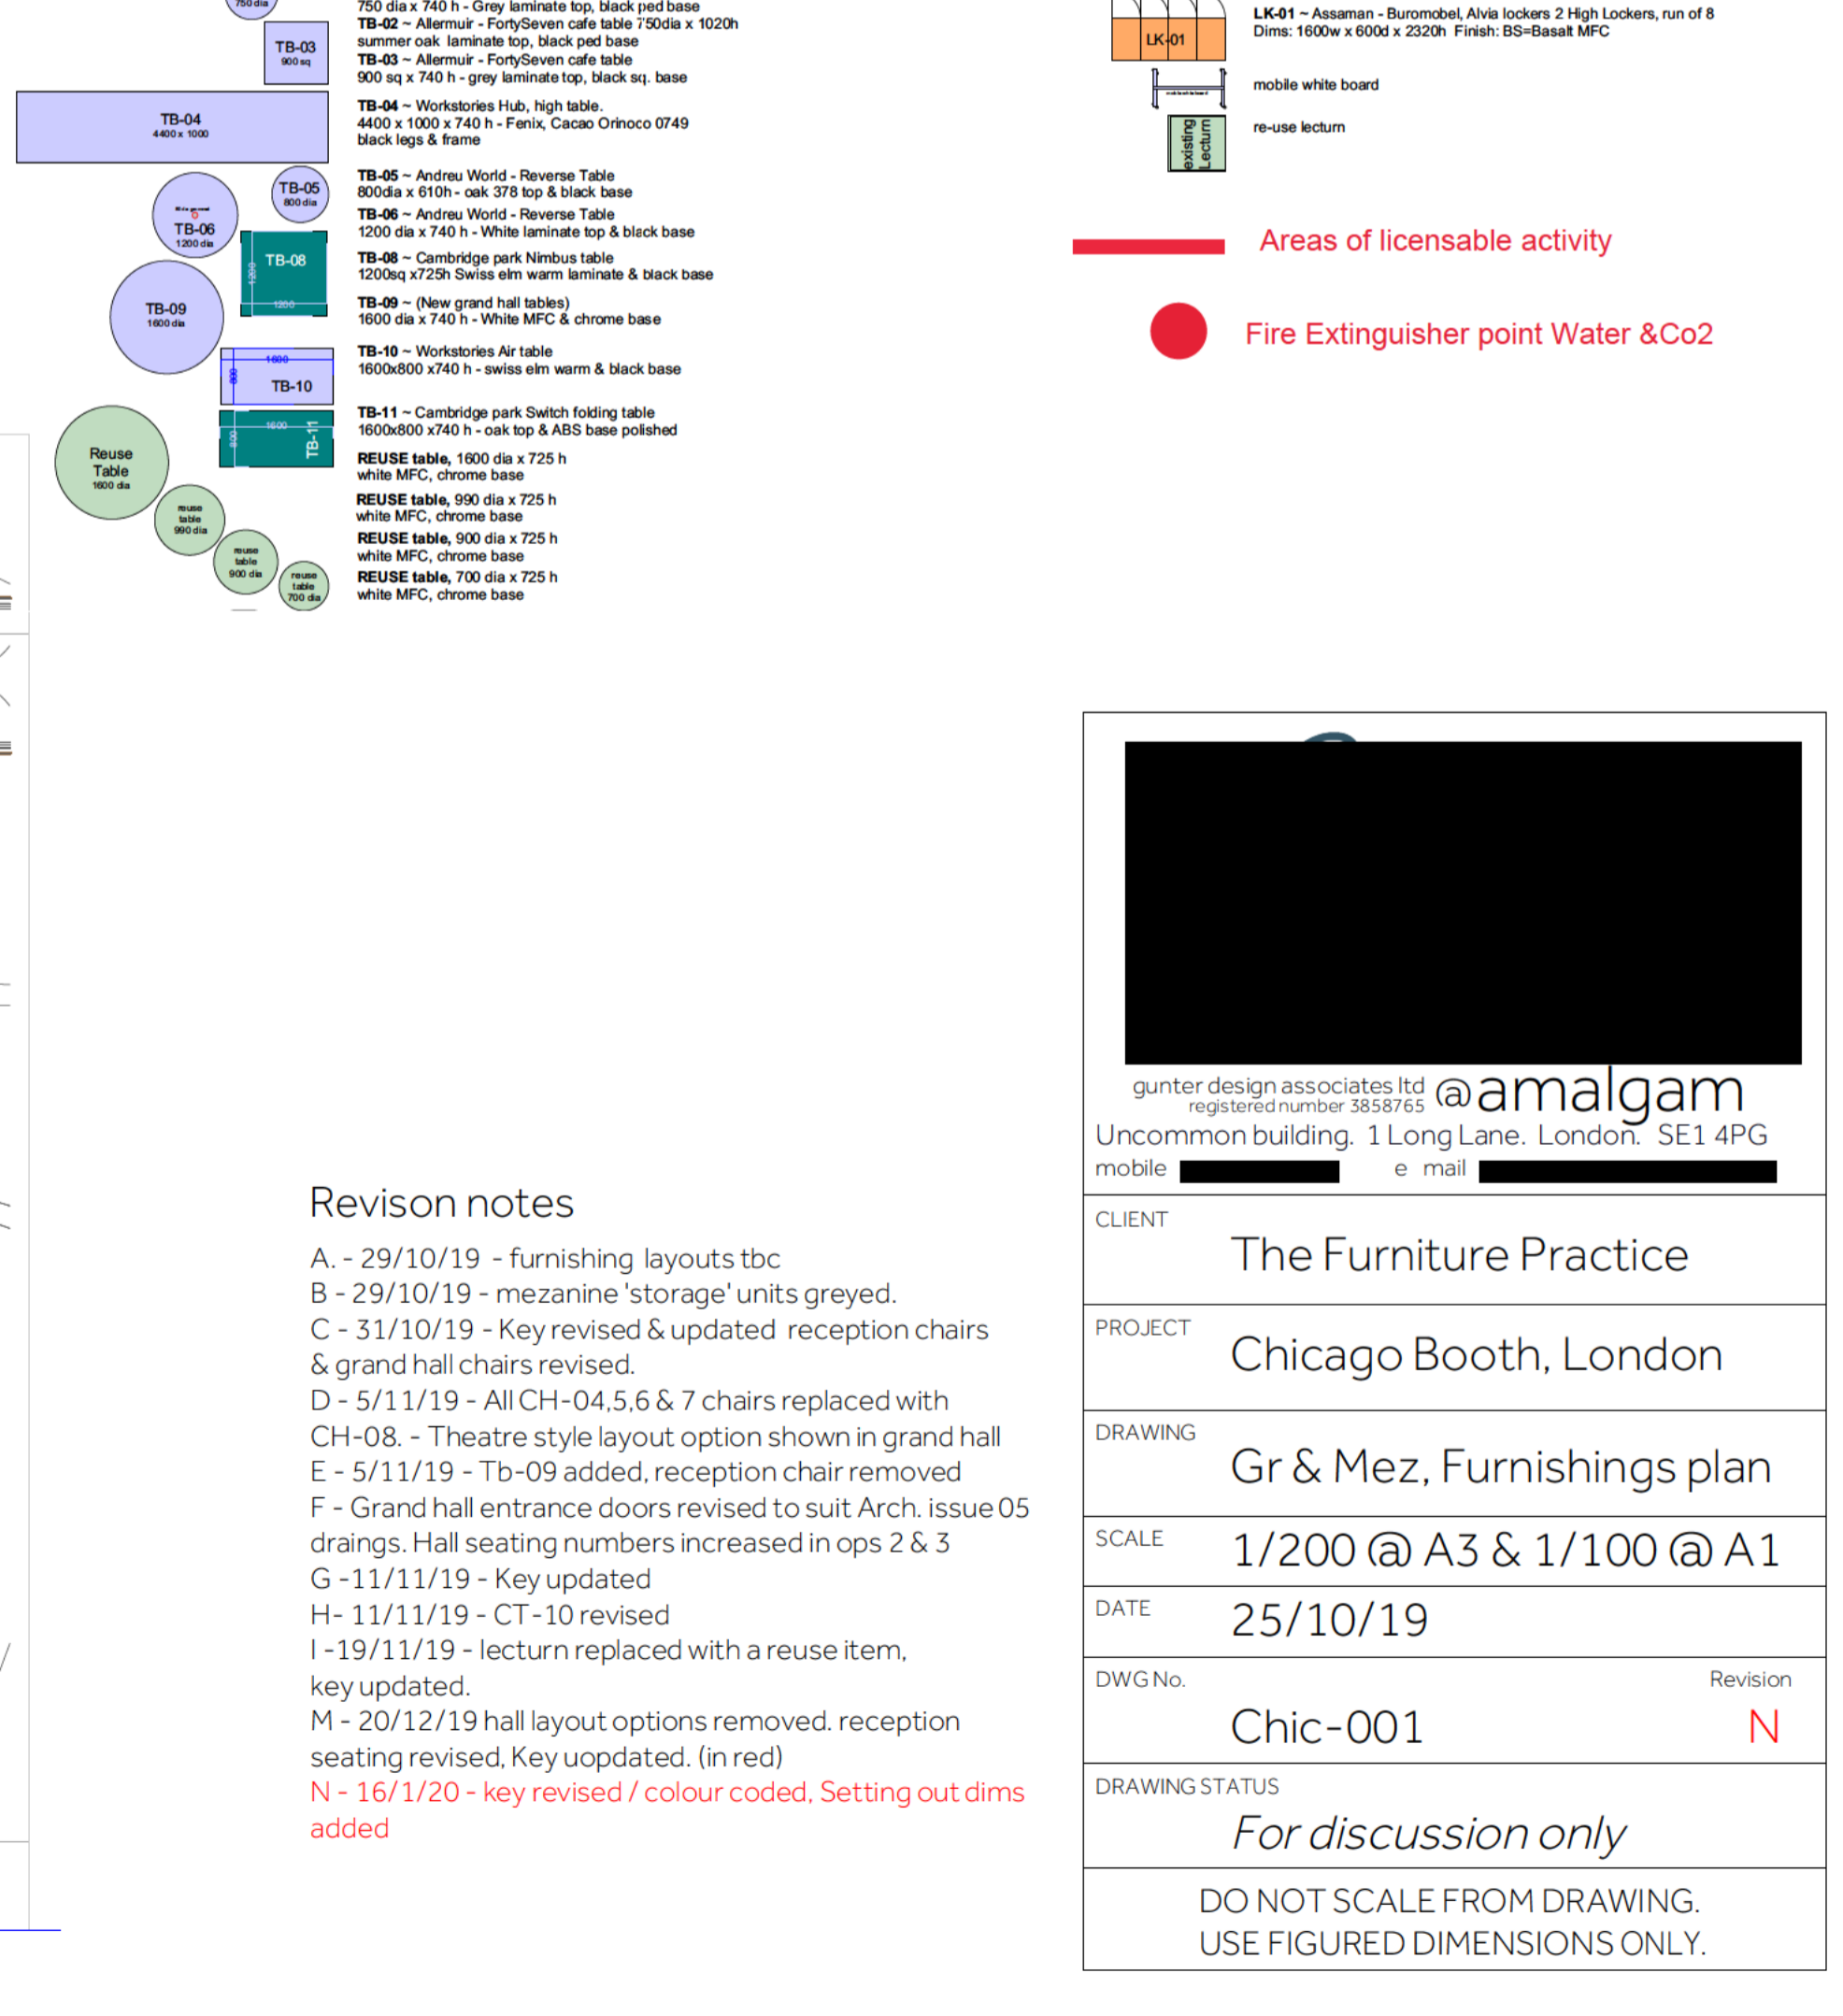 750 dia
750 dia x 740 h - Grey laminate top, black ped base
TB-02 ~ Allermuir - FortySeven cafe table 750dia x 1020h
summer oak laminate top, black ped base
TB-03
900 sq
TB-03 ~ Allermuir - FortySeven cafe table
900 sq x 740 h - grey laminate top, black sq. base
TB-04
4400 x 1000
TB-04 ~ Workstories Hub, high table.
4400 x 1000 x 740 h - Fenix, Cacao Orinoco 0749
black legs & frame
TB-05
800 dia
TB-05 ~ Andreu World - Reverse Table
800dia x 610h - oak 378 top & black base
TB-06
1200 dia
TB-06 ~ Andreu World - Reverse Table
1200 dia x 740 h - White laminate top & black base
TB-08
1200
1200
TB-08 ~ Cambridge park Nimbus table
1200sq x725h Swiss elm warm laminate & black base
TB-09
1600 dia
TB-09 ~ (New grand hall tables)
1600 dia x 740 h - White MFC & chrome base
1600
800
TB-10
TB-10 ~ Workstories Air table
1600x800 x740 h - swiss elm warm & black base
1600
800
TB-11
TB-11 ~ Cambridge park Switch folding table
1600x800 x740 h - oak top & ABS base polished
Reuse
Table
1600 dia
REUSE table, 1600 dia x 725 h
white MFC, chrome base
reuse
table
990 dia
REUSE table, 990 dia x 725 h
white MFC, chrome base
reuse
table
900 dia
REUSE table, 900 dia x 725 h
white MFC, chrome base
reuse
table
700 dia
REUSE table, 700 dia x 725 h
white MFC, chrome base
LK-01
LK-01 ~ Assaman - Buromobel, Alvia lockers 2 High Lockers, run of 8
Dims: 1600w x 600d x 2320h Finish: BS=Basalt MFC
mobile white board
mobile white board
existing
Lecturn
re-use lecturn
Areas of licensable activity
Fire Extinguisher point Water &Co2
Revison notes
A. - 29/10/19 - furnishing layouts tbc
B - 29/10/19 - mezanine 'storage' units greyed.
C - 31/10/19 - Key revised & updated reception chairs
& grand hall chairs revised.
D - 5/11/19 - All CH-04,5,6 & 7 chairs replaced with
CH-08. - Theatre style layout option shown in grand hall
E - 5/11/19 - Tb-09 added, reception chair removed
F - Grand hall entrance doors revised to suit Arch. issue 05
draings. Hall seating numbers increased in ops 2 & 3
G -11/11/19 - Key updated
H- 11/11/19 - CT-10 revised
I -19/11/19 - lecturn replaced with a reuse item,
key updated.
M - 20/12/19 hall layout options removed. reception
seating revised, Key uopdated. (in red)
N - 16/1/20 - key revised / colour coded, Setting out dims
added
gunter design associates ltd @amalgam
registered number 3858765
Uncommon building. 1 Long Lane. London. SE1 4PG
mobile e mail
CLIENT
The Furniture Practice
PROJECT
Chicago Booth, London
DRAWING
Gr & Mez, Furnishings plan
SCALE
1/200 @ A3 & 1/100 @ A1
DATE
25/10/19
DWG No.
Revision
Chic-001
N
DRAWING STATUS
For discussion only
DO NOT SCALE FROM DRAWING.
USE FIGURED DIMENSIONS ONLY.